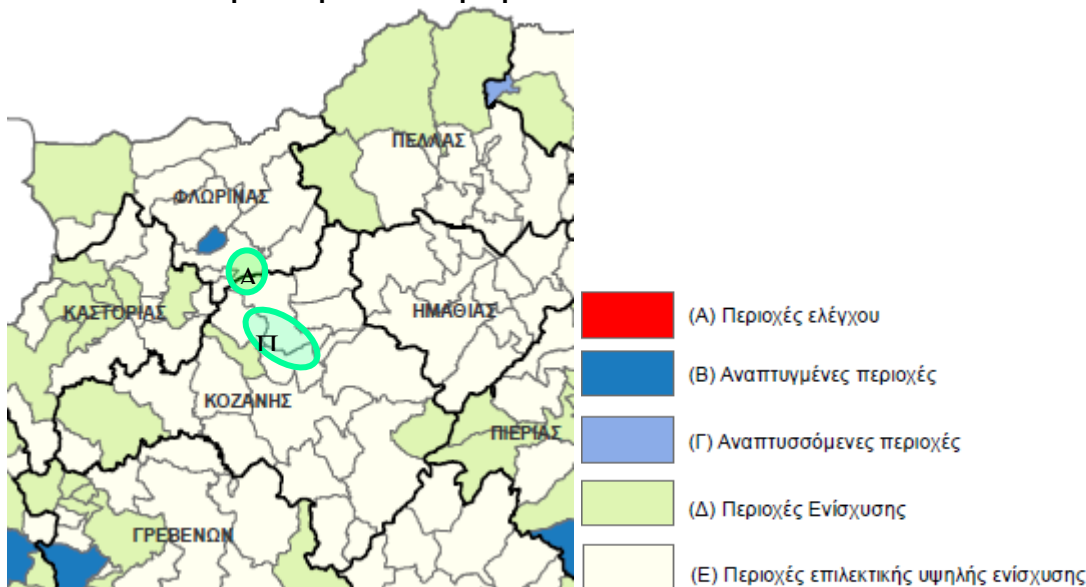 ΠΕΛΛΑΣ
ΦΛΩΡΙΝΑΣ
Δ
ΚΑΣΤΟΡΙΑΣ
ΗΜΑΘΙΑΣ
Π
ΚΟΖΑΝΗΣ
ΠΙΕΡΙΑΣ
ΓΡΕΒΕΝΩΝ
(Α) Περιοχές ελέγχου
(Β) Αναπτυγμένες περιοχές
(Γ) Αναπτυσσόμενες περιοχές
(Δ) Περιοχές Ενίσχυσης
(Ε) Περιοχές επιλεκτικής υψηλής ενίσχυσης